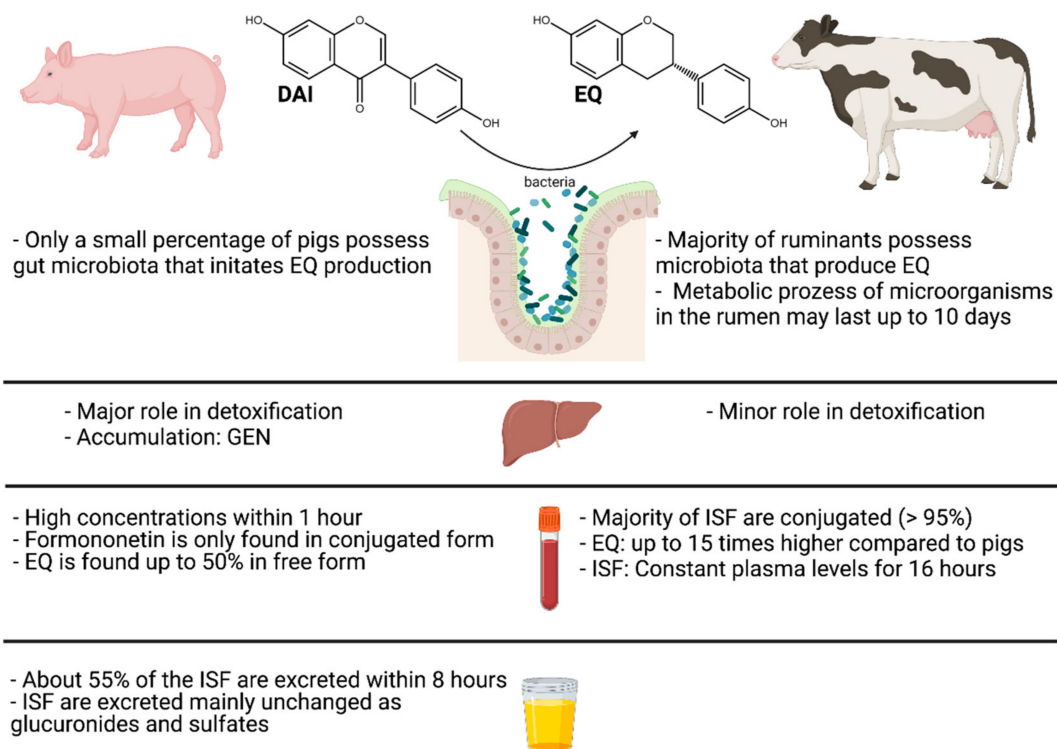 HO
O
O
OH
DAI
HO
O
OH
EQ
bacteria
- Only a small percentage of pigs possess
gut microbiota that initates EQ production
- Majority of ruminants possess
microbiota that produce EQ
- Metabolic prozess of microorganisms
in the rumen may last up to 10 days
- Major role in detoxification
- Accumulation: GEN
- Minor role in detoxification
- High concentrations within 1 hour
- Formononetin is only found in conjugated form
- EQ is found up to 50% in free form
- Majority of ISF are conjugated (> 95%)
- EQ: up to 15 times higher compared to pigs
- ISF: Constant plasma levels for 16 hours
- About 55% of the ISF are excreted within 8 hours
- ISF are excreted mainly unchanged as
glucuronides and sulfates